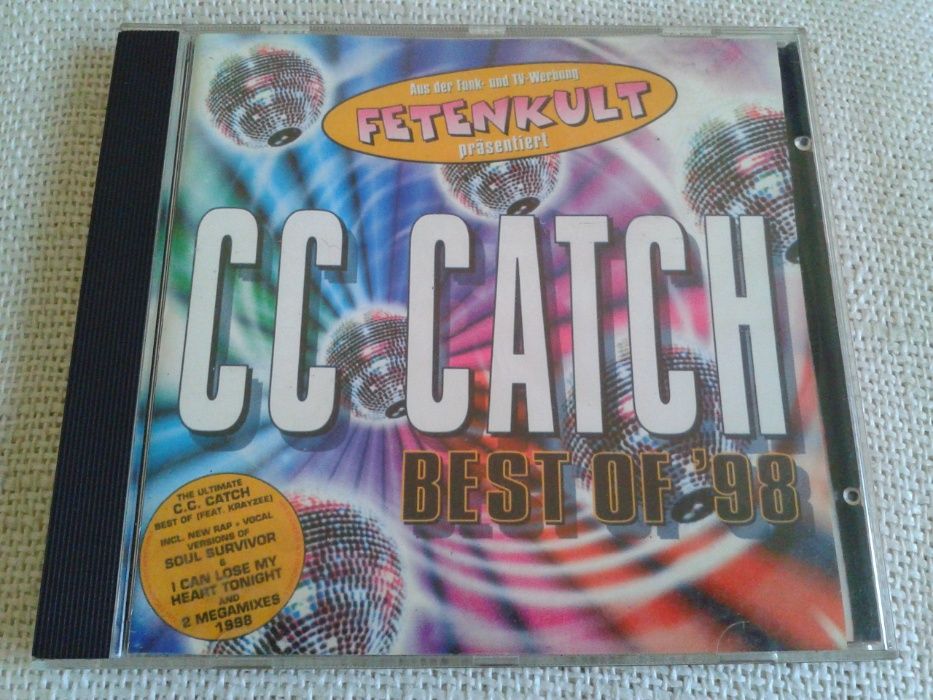 Aus der Funk- und TV-Werbung
FETENKULT
präsentiert
CC CATCH
BEST OF '98
THE ULTIMATE
C.C. CATCH
BEST OF (FEAT. KRAYZEE)
INCL. NEW RAP + VOCAL
VERSIONS OF
SOUL SURVIVOR
&
I CAN LOSE MY
HEART TONIGHT
AND
2 MEGAMIXES
1998